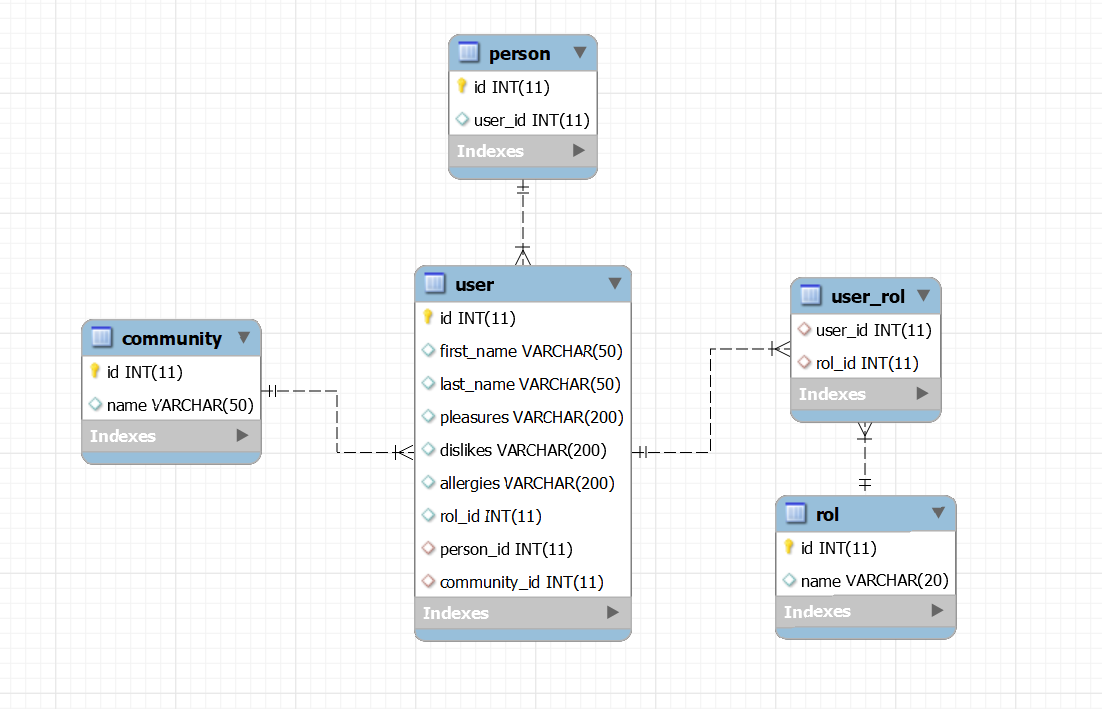 person
id INT(11)
user_id INT(11)
Indexes
user
id INT(11)
first_name VARCHAR(50)
last_name VARCHAR(50)
pleasures VARCHAR(200)
dislikes VARCHAR(200)
allergies VARCHAR(200)
rol_id INT(11)
person_id INT(11)
community_id INT(11)
Indexes
community
id INT(11)
name VARCHAR(50)
Indexes
user_rol
user_id INT(11)
rol_id INT(11)
Indexes
rol
id INT(11)
name VARCHAR(20)
Indexes